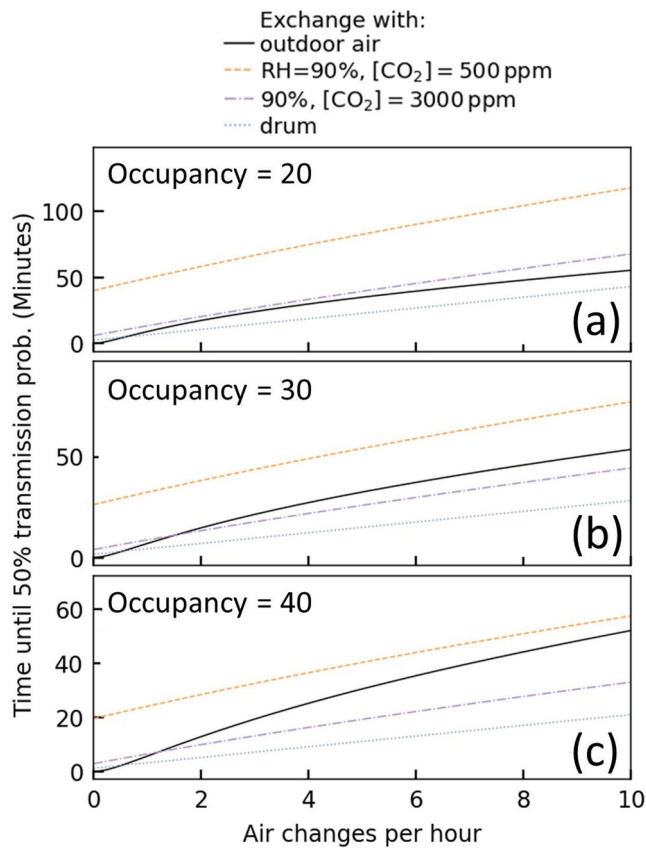 Exchange with:
outdoor air
RH=90%, [CO₂] = 500 ppm
90%, [CO₂] = 3000 ppm
drum
Time until 50% transmission prob. (Minutes)
Occupancy = 20
100
50
0
(a)
Occupancy = 30
50
0
(b)
Occupancy = 40
60
40
20
0
(c)
0 2 4 6 8 10
Air changes per hour